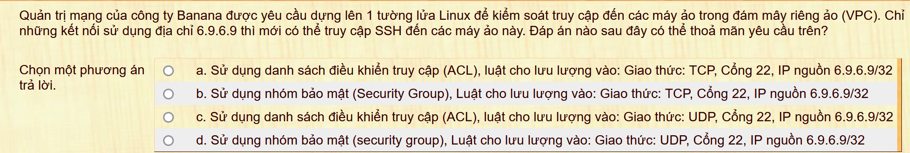 Quản trị mạng của công ty Banana được yêu cầu dựng lên 1 tường lửa Linux để kiểm soát truy cập đến các máy ảo trong đám mây riêng ảo (VPC). Chỉ
những kết nối sử dụng địa chỉ 6.9.6.9 thì mới có thể truy cập SSH đến các máy ảo này. Đáp án nào sau đây có thể thoả mãn yêu cầu trên?
Chọn một phương án
trả lời.
a. Sử dụng danh sách điều khiển truy cập (ACL), luật cho lưu lượng vào: Giao thức: TCP, Cổng 22, IP nguồn 6.9.6.9/32
b. Sử dụng nhóm bảo mật (Security Group), Luật cho lưu lượng vào: Giao thức: TCP, Cổng 22, IP nguồn 6.9.6.9/32
c. Sử dụng danh sách điều khiển truy cập (ACL), luật cho lưu lượng vào: Giao thức: UDP, Cổng 22, IP nguồn 6.9.6.9/32
d. Sử dụng nhóm bảo mật (security group), Luật cho lưu lượng vào: Giao thức: UDP, Cổng 22, IP nguồn 6.9.6.9/32